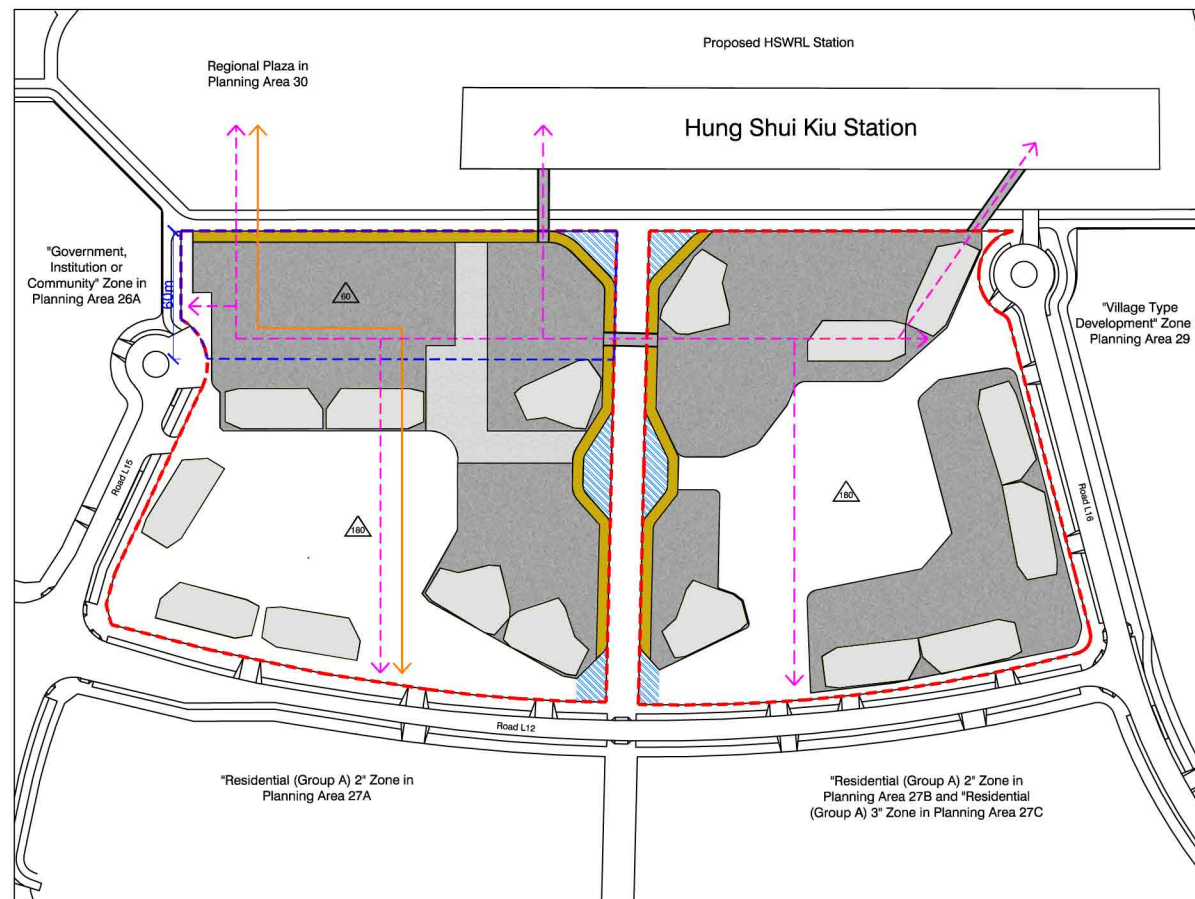 Proposed HSWRL Station
Regional Plaza in
Planning Area 30
Hung Shui Kiu Station
"Government,
Institution or
Community" Zone in
Planning Area 26A
60m
60
"Village Type
Development" Zone
Planning Area 29
Road L15
180
180
Road L16
Road L12
"Residential (Group A) 2" Zone in
Planning Area 27A
"Residential (Group A) 2" Zone in
Planning Area 27B and "Residential
(Group A) 3" Zone in Planning Area 27C